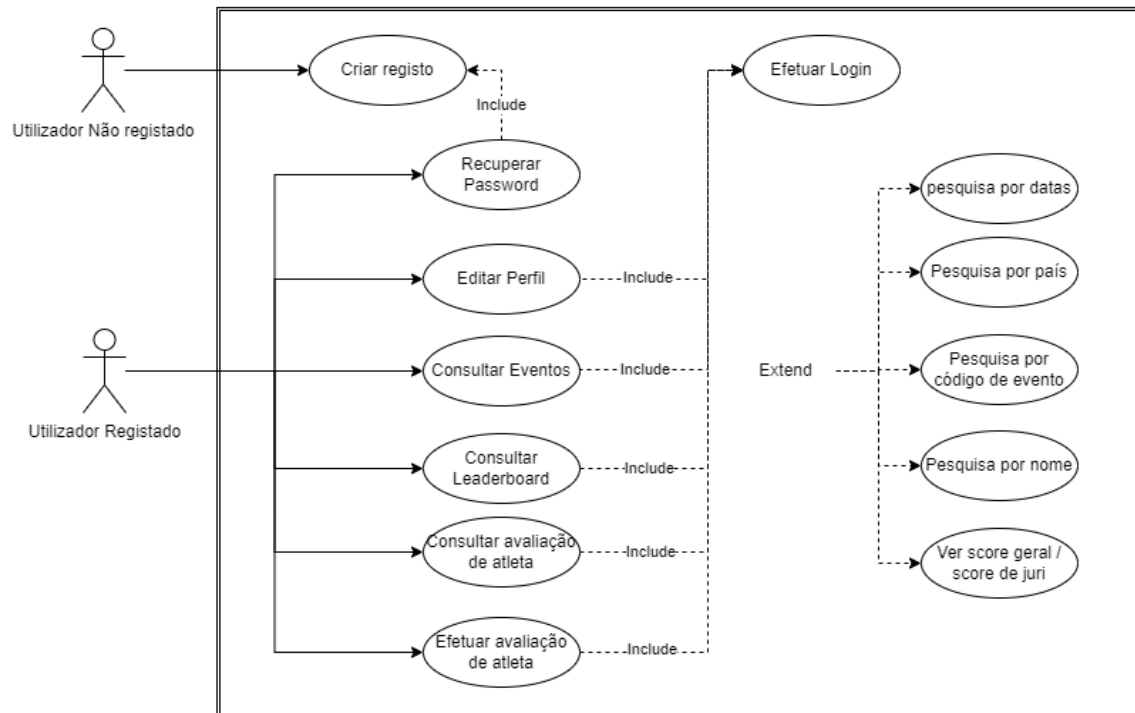 Criar registo
Efetuar Login
Include
Utilizador Não registado
Recuperar
Password
pesquisa por datas
Editar Perfil
Include
Pesquisa por país
Consultar Eventos
Include
Extend
Pesquisa por
código de evento
Utilizador Registado
Consultar
Leaderboard
Include
Pesquisa por nome
Consultar avaliação
de atleta
Include
Ver score geral /
score de juri
Efetuar avaliação
de atleta
Include